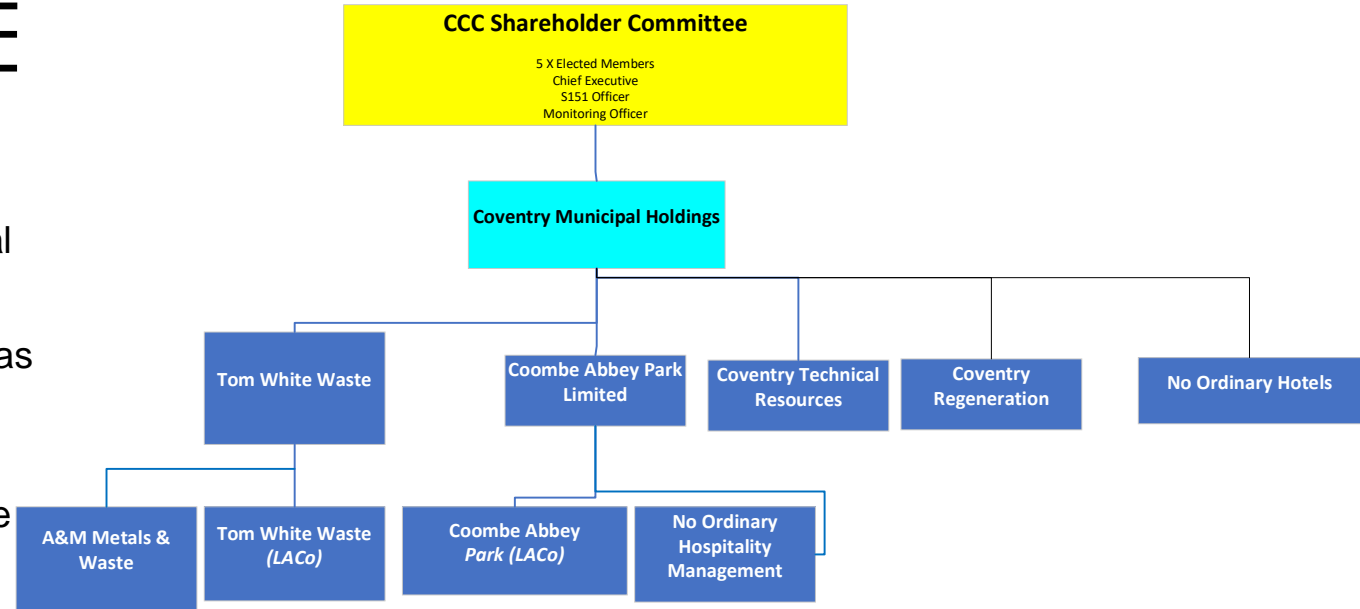 CCC Shareholder Committee
5 X Elected Members
Chief Executive
S151 Officer
Monitoring Officer
Coventry Municipal Holdings
as
Tom White Waste
Coombe Abbey Park
Limited
Coventry Technical
Resources
Coventry
Regeneration
No Ordinary Hotels
A&M Metals &
Waste
Tom White Waste
(LACo)
Coombe Abbey
Park (LACo)
No Ordinary
Hospitality
Management